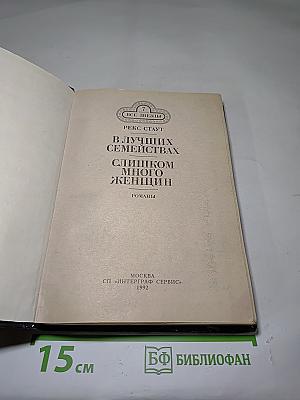 7
ВСЕ ЗВЕЗДЫ
РЕКС СТАУТ
В ЛУЧШИХ
СЕМЕЙСТВАХ
СЛИШКОМ
МНОГО
ЖЕНЩИН
РОМАНЫ
МОСКВА
СП «ИНТЕРГРАФ СЕРВИС»
1992
15 см
БФ БИБЛИОФАН